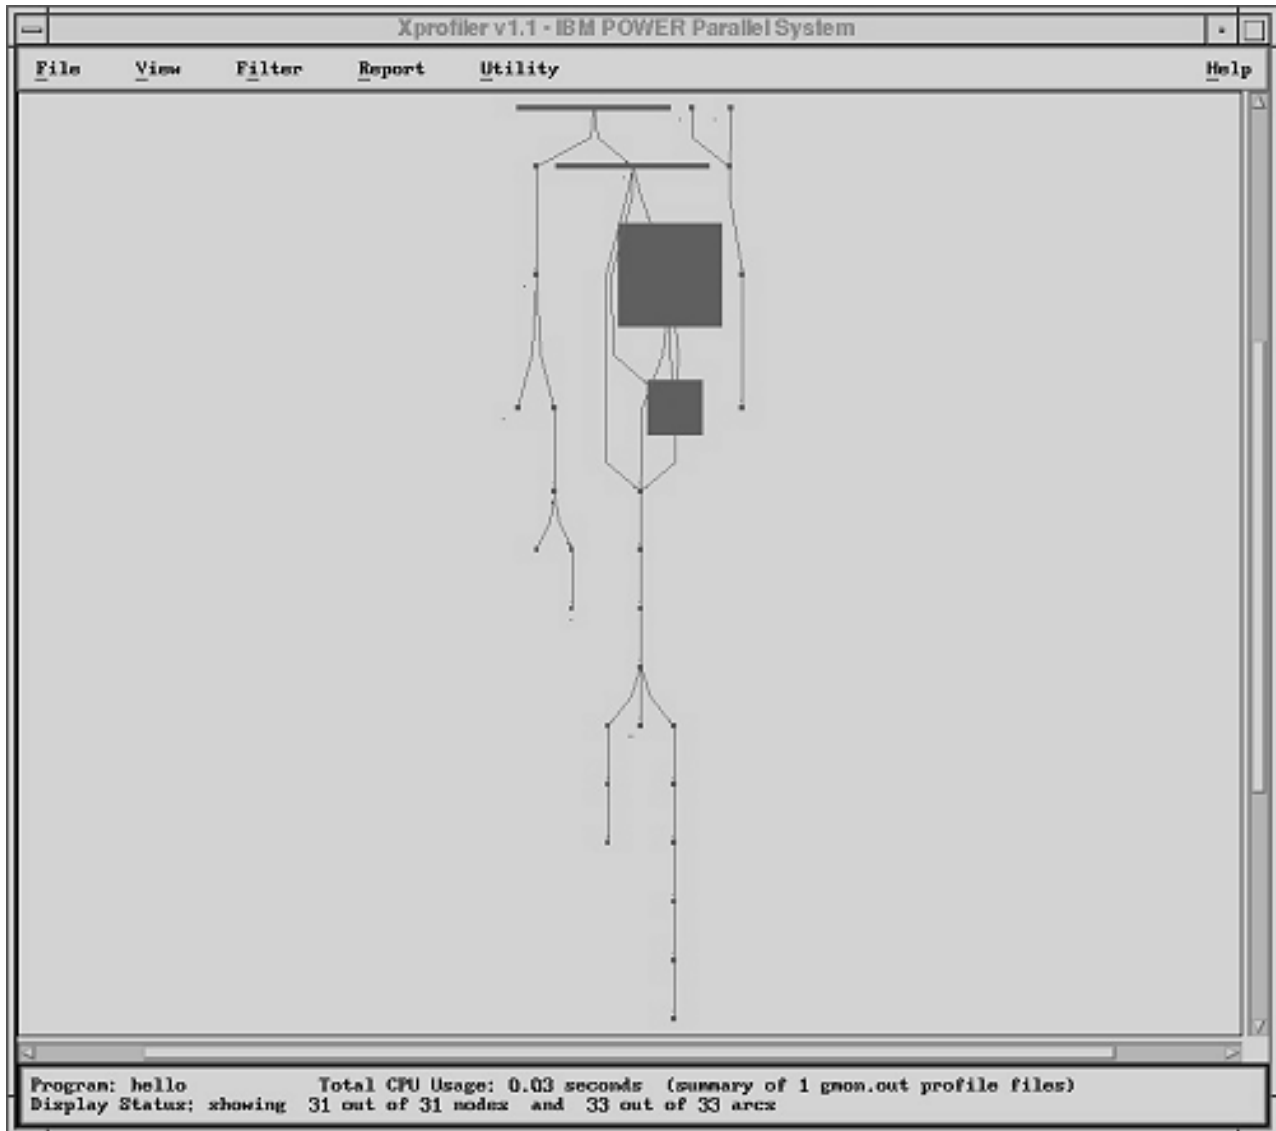 Xprofiler v1.1 - IBM POWER Parallel System
File View Filter Report Utility Help
Program: hello Total CPU Usage: 0.03 seconds (summary of 1 gmon.out profile files)
Display Status: showing 31 out of 31 nodes and 33 out of 33 arcs